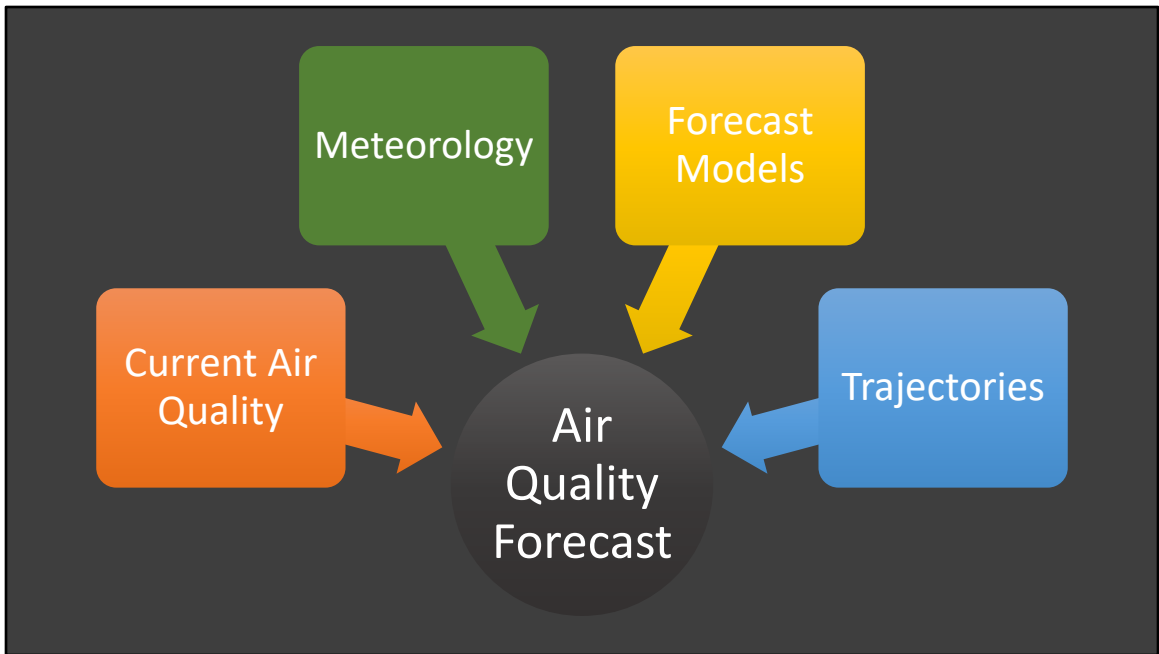 Meteorology
Forecast
Models
Current Air
Quality
Trajectories
Air
Quality
Forecast